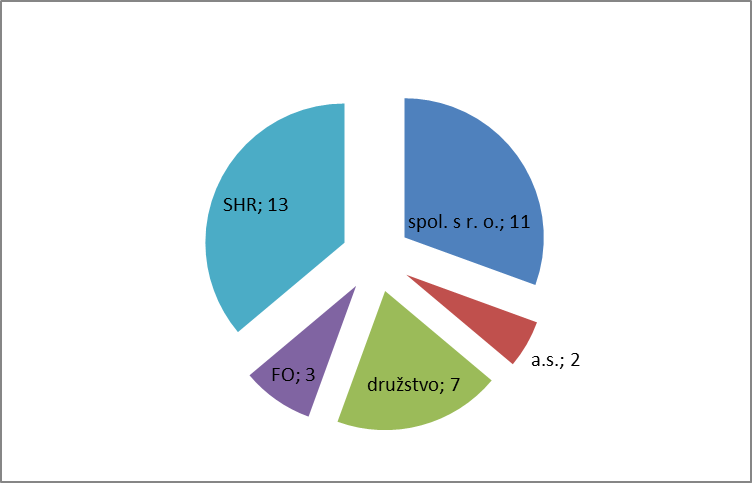 SHR; 13
spol. s r. o.; 11
a.s.; 2
FO; 3
družstvo; 7